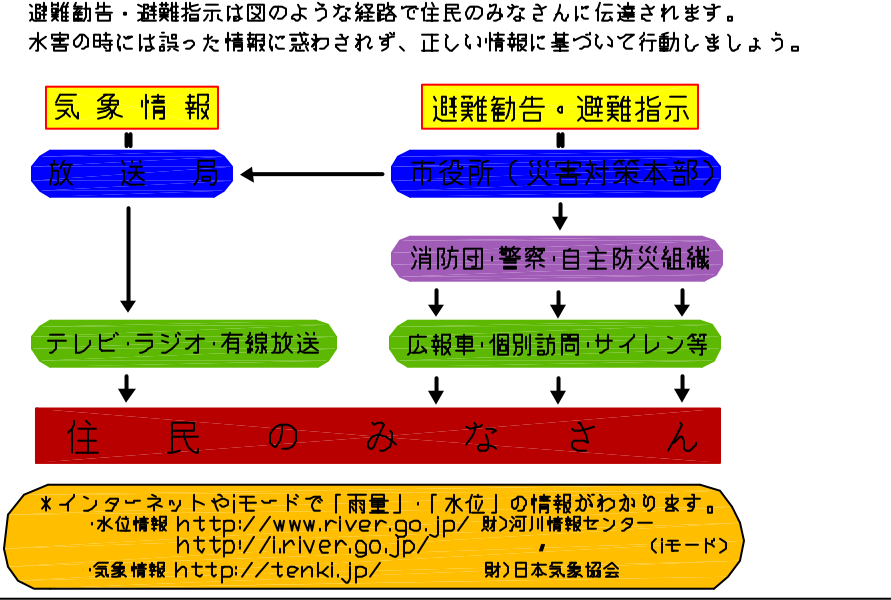 避難勧告・避難指示は図のような経路で住民のみなさんに伝達されます。
水害の時には誤った情報に惑わされず、正しい情報に基づいて行動しましょう。
気象情報
避難勧告。避難指示
放送局
市役所(災害対策本部)
消防団・警察・自主防災組織
テレビ・ラジオ・有線放送
広報車・個別訪問・サイレン等
住民のみなさん
*インターネットやiモードで「雨量」・「水位」の情報がわかります。
・水位情報 http://www.river.go.jp/ 財)河川情報センター
http://i.river.go.jp/ 〃 (iモード)
・気象情報 http://tenki.jp/ 財)日本気象協会